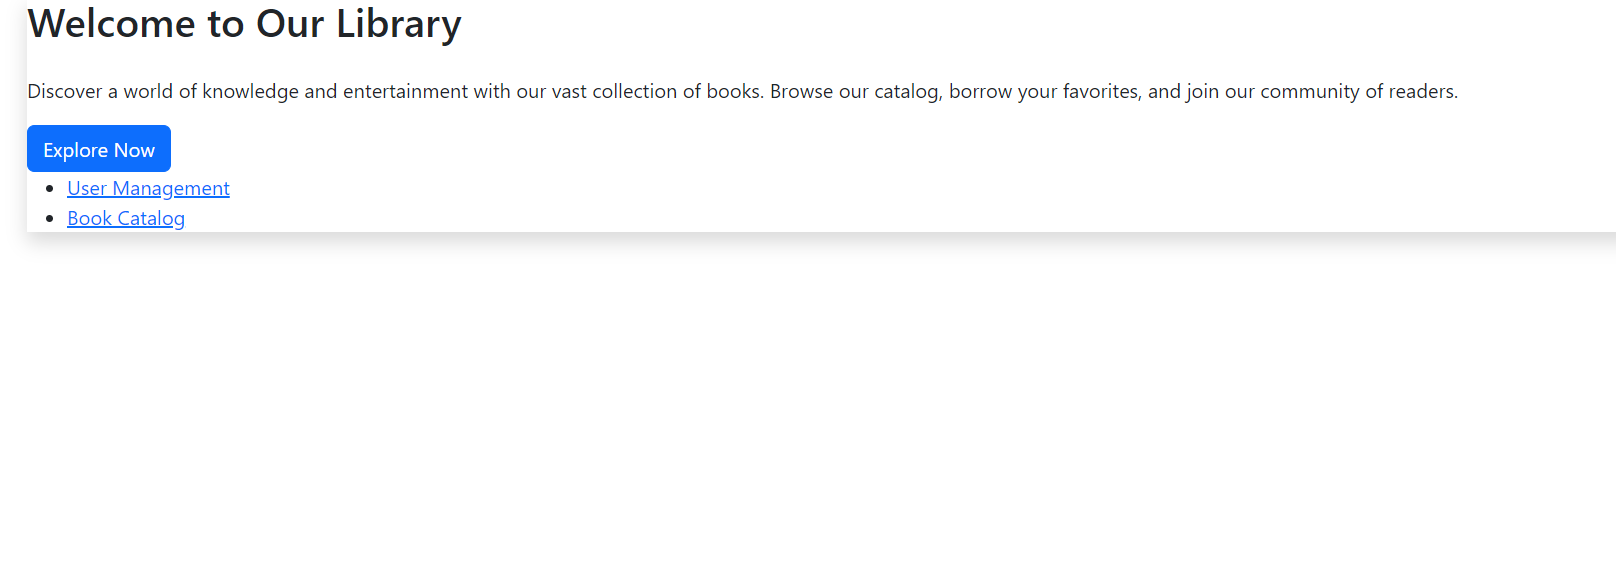 Welcome to Our Library
Discover a world of knowledge and entertainment with our vast collection of books. Browse our catalog, borrow your favorites, and join our community of readers.
Explore Now
User Management
Book Catalog